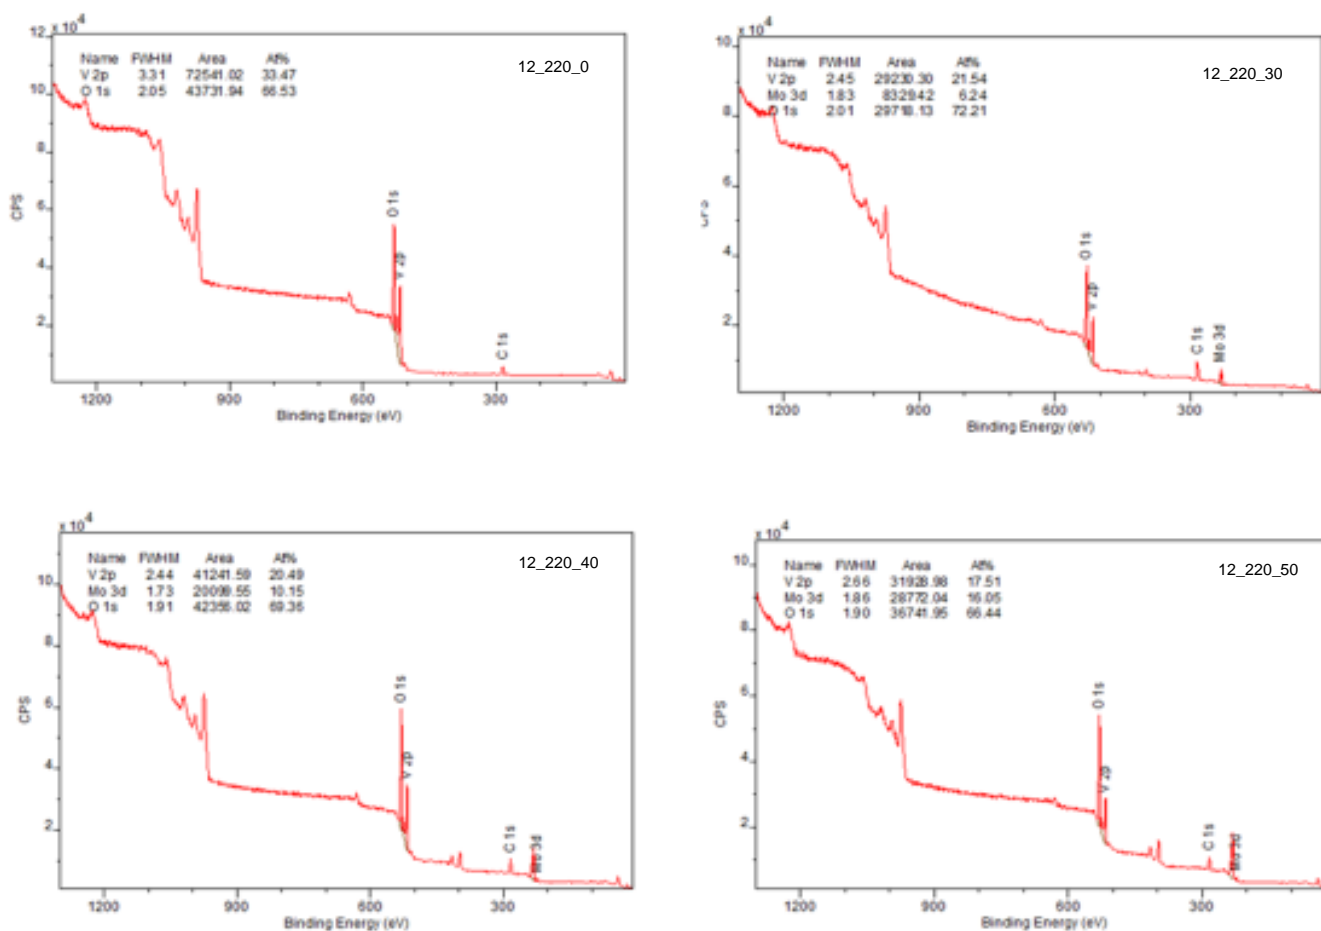 x 10⁴
12
10
8
6
4
2
CPS
Name FWHM Area At%
V 2p 3.31 72541.02 33.47
O 1s 2.05 43731.94 66.53
12_220_0
O 1s
V 2p
C 1s
1200 900 600 300
Binding Energy (eV)
x 10⁴
10
8
6
4
2
CPS
Name FWHM Area At%
V 2p 2.45 29230.30 21.54
Mo 3d 1.83 8329.42 6.24
O 1s 2.01 29718.13 72.21
12_220_30
O 1s
V 2p
C 1s
Mo 3d
1200 900 600 300
Binding Energy (eV)
x 10⁴
10
8
6
4
2
CPS
Name FWHM Area At%
V 2p 2.44 41241.59 20.49
Mo 3d 1.73 20099.55 10.15
O 1s 1.91 42356.02 69.36
12_220_40
O 1s
V 2p
C 1s
Mo 3d
1200 900 600 300
Binding Energy (eV)
x 10⁴
10
8
6
4
2
CPS
Name FWHM Area At%
V 2p 2.66 31928.98 17.51
Mo 3d 1.86 28772.04 16.05
O 1s 1.90 36741.95 66.44
12_220_50
O 1s
V 2p
C 1s
Mo 3d
1200 900 600 300
Binding Energy (eV)